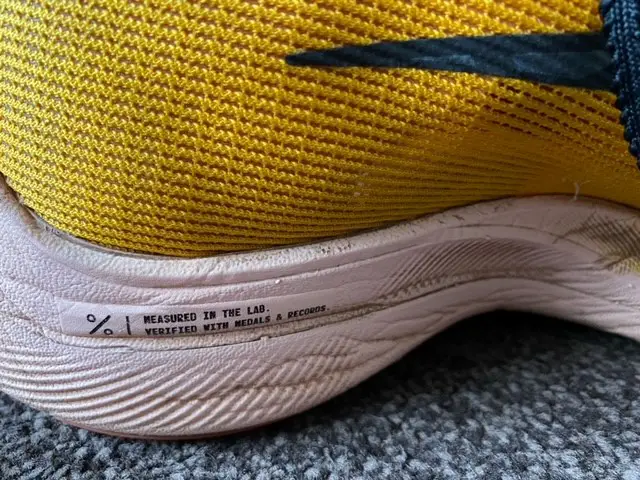 %| MEASURED IN THE LAB.
VERIFIED WITH MEDALS & RECORDS.